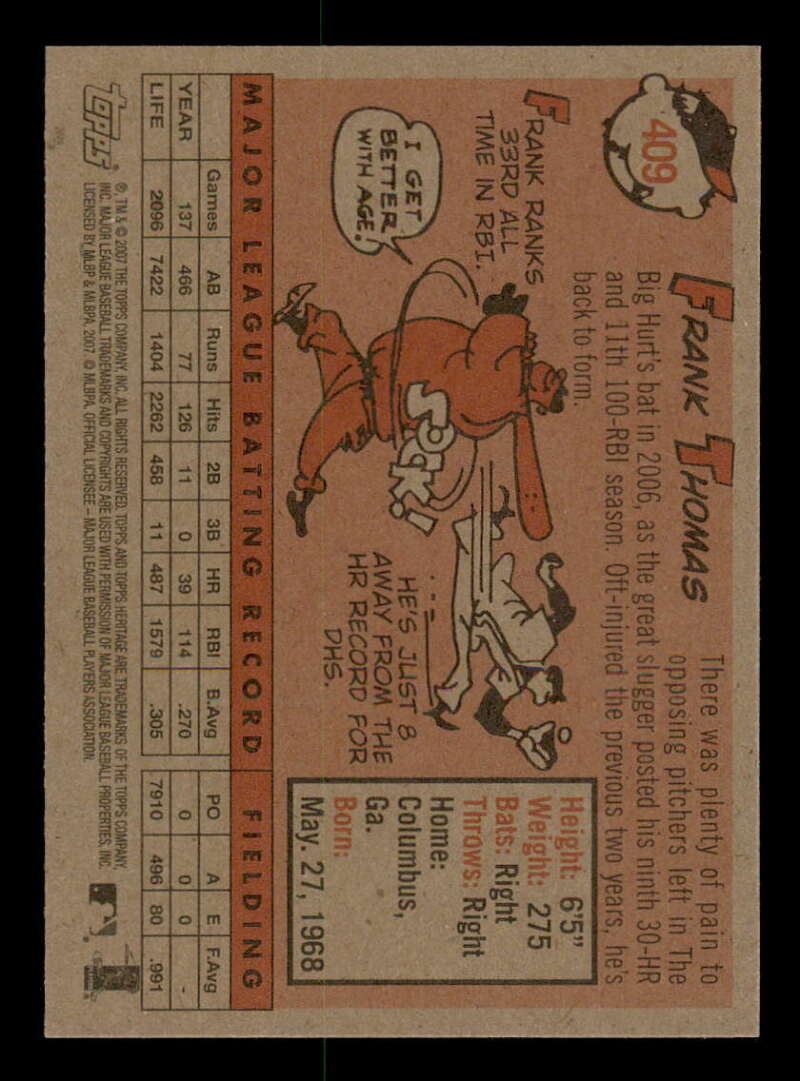 409
FRANK THOMAS
There was plenty of pain to
opposing pitchers left in The
Big Hurt's bat in 2006, as the great slugger posted his ninth 30-HR
and 11th 100-RBI season. Oft-injured the previous two years, he's
back to form.
FRANK RANKS
33RD ALL
TIME IN RBI.
I GET
BETTER
WITH AGE!
SOCK!
HE'S JUST 8
AWAY FROM THE
HR RECORD FOR
DHS.
Height: 6'5"
Weight: 275
Bats: Right
Throws: Right
Home:
Columbus,
Ga.
Born:
May. 27, 1968
MAJOR LEAGUE BATTING RECORD FIELDING
Games AB Runs Hits 2B 3B HR RBI B.Avg PO A E F.Avg
YEAR 137 466 77 126 11 0 39 114 .270 0 0 0 -
LIFE 2096 7422 1404 2262 458 11 487 1579 .305 7910 496 80 .991
TOPPS
®, TM & © 2007 THE TOPPS COMPANY, INC. ALL RIGHTS RESERVED. TOPPS AND TOPPS HERITAGE ARE TRADEMARKS OF THE TOPPS COMPANY,
INC. MAJOR LEAGUE BASEBALL TRADEMARKS AND COPYRIGHTS ARE USED WITH PERMISSION OF MAJOR LEAGUE BASEBALL PROPERTIES, INC.
LICENSED BY MLBP & MLBPA, 2007. © MLBPA. OFFICIAL LICENSEE – MAJOR LEAGUE BASEBALL PLAYERS ASSOCIATION.